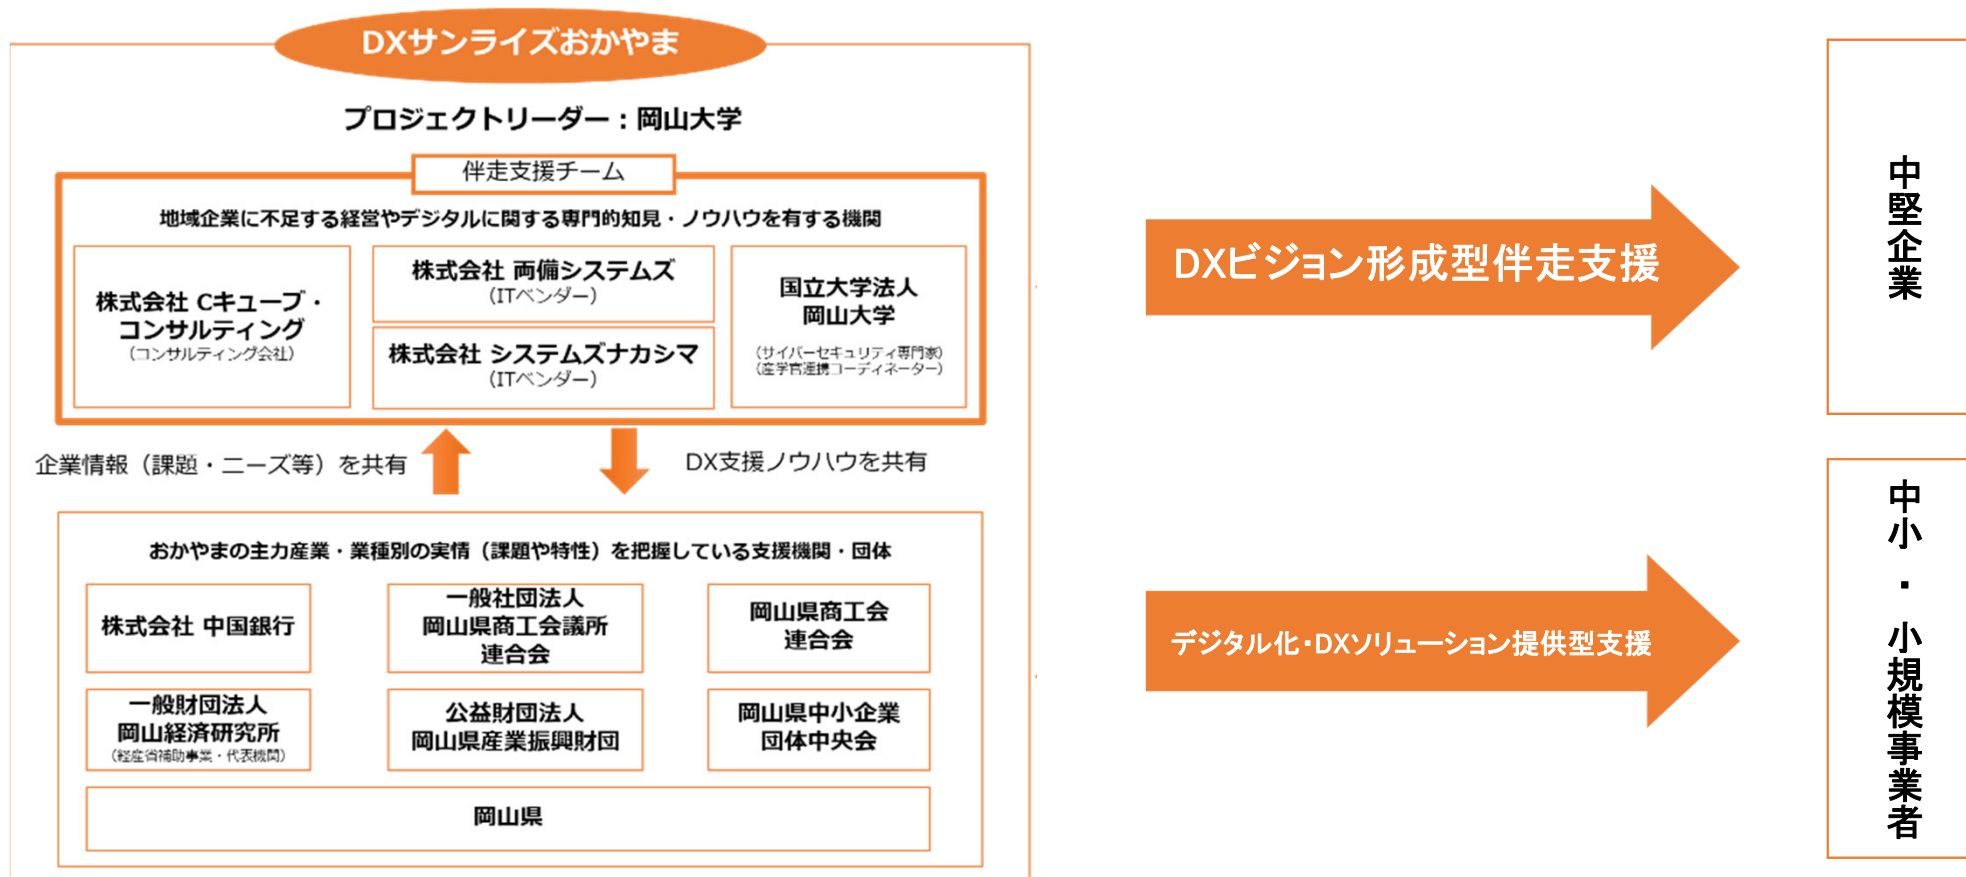 DXサンライズおかやま
プロジェクトリーダー：岡山大学
伴走支援チーム
地域企業に不足する経営やデジタルに関する専門的知見・ノウハウを有する機関
株式会社 Cキューブ・
コンサルティング
（コンサルティング会社）
株式会社 両備システムズ
（ITベンダー）
株式会社 システムズナカシマ
（ITベンダー）
国立大学法人
岡山大学
（サイバーセキュリティ専門家）
（産学官連携コーディネーター）
企業情報（課題・ニーズ等）を共有
DX支援ノウハウを共有
おかやまの主力産業・業種別の実情（課題や特性）を把握している支援機関・団体
株式会社 中国銀行
一般社団法人
岡山県商工会議所
連合会
岡山県商工会
連合会
一般財団法人
岡山経済研究所
（経産省補助事業・代表機関）
公益財団法人
岡山県産業振興財団
岡山県中小企業
団体中央会
岡山県
DXビジョン形成型伴走支援
中堅企業
デジタル化・DXソリューション提供型支援
中小・小規模事業者